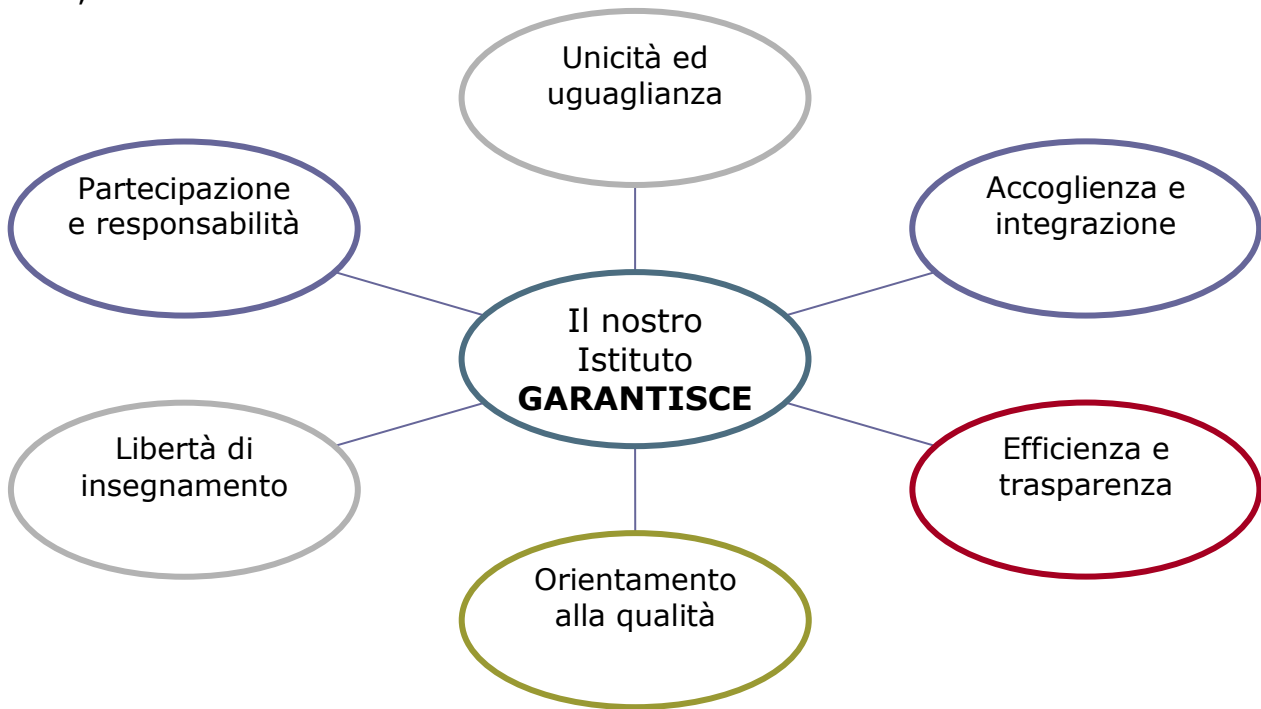 Unicità ed
uguaglianza
Partecipazione
e responsabilità
Accoglienza e
integrazione
Il nostro
Istituto
GARANTISCE
Libertà di
insegnamento
Efficienza e
trasparenza
Orientamento
alla qualità